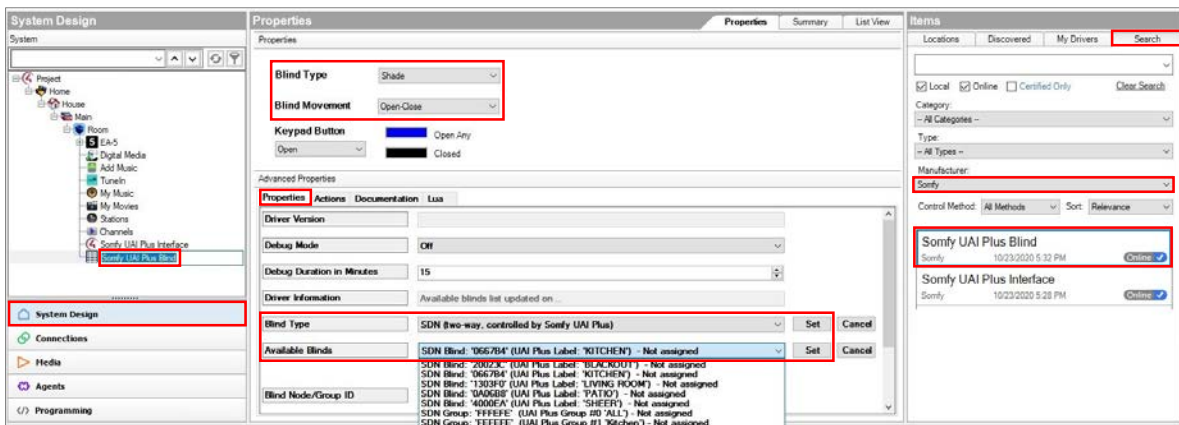 System Design
System
Project
Home
House
Main
Room
EA-5
Digital Media
Add Music
TuneIn
My Music
My Movies
Stations
Channels
Somfy UAI Plus Interface
Somfy UAI Plus Blind
System Design
Connections
Media
Agents
Programming
Properties
Properties
Summary
List View
Properties
Blind Type
Shade
Blind Movement
Open-Close
Keypad Button
Open
Open Any
Closed
Advanced Properties
Properties Actions Documentation Lua
Driver Version
Debug Mode
Off
Debug Duration in Minutes
15
Driver Information
Available blinds list updated on ...
Blind Type
SDN (two-way, controlled by Somfy UAI Plus)
Set
Cancel
Available Blinds
SDN Blind: '0667B4' (UAI Plus Label: 'KITCHEN') - Not assigned
Set
Cancel
SDN Blind: '20023C' (UAI Plus Label: 'BLACKOUT') - Not assigned
SDN Blind: '0667B4' (UAI Plus Label: 'KITCHEN') - Not assigned
SDN Blind: '1303F0' (UAI Plus Label: 'LIVING ROOM') - Not assigned
SDN Blind: '0A06B8' (UAI Plus Label: 'PATIO') - Not assigned
SDN Blind: '4000EA' (UAI Plus Label: 'SHEER') - Not assigned
SDN Group: 'FFFEFE' (UAI Plus Group #0 'ALL') - Not assigned
SDN Group: 'FFFEFF' (UAI Plus Group #1 'Kitchen') - Not assigned
Blind Node/Group ID
Items
Locations
Discovered
My Drivers
Search
Local
Online
Certified Only
Clear Search
Category:
-- All Categories --
Type:
-- All Types --
Manufacturer:
Somfy
Control Method: All Methods
Sort: Relevance
Somfy UAI Plus Blind
Somfy 10/23/2020 5:32 PM Online
Somfy UAI Plus Interface
Somfy 10/23/2020 5:28 PM Online